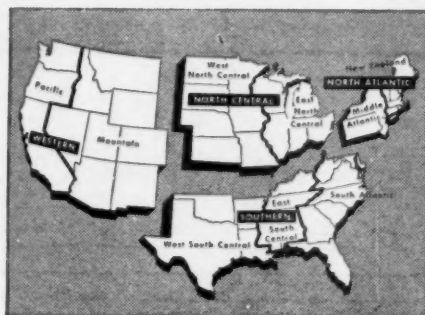 New England
West
North Central
NORTH ATLANTIC
Pacific
NORTH CENTRAL
East
North
Central
Middle
Atlantic
WESTERN
Mountain
East
South Atlantic
SOUTHERN
South
Central
West South Central